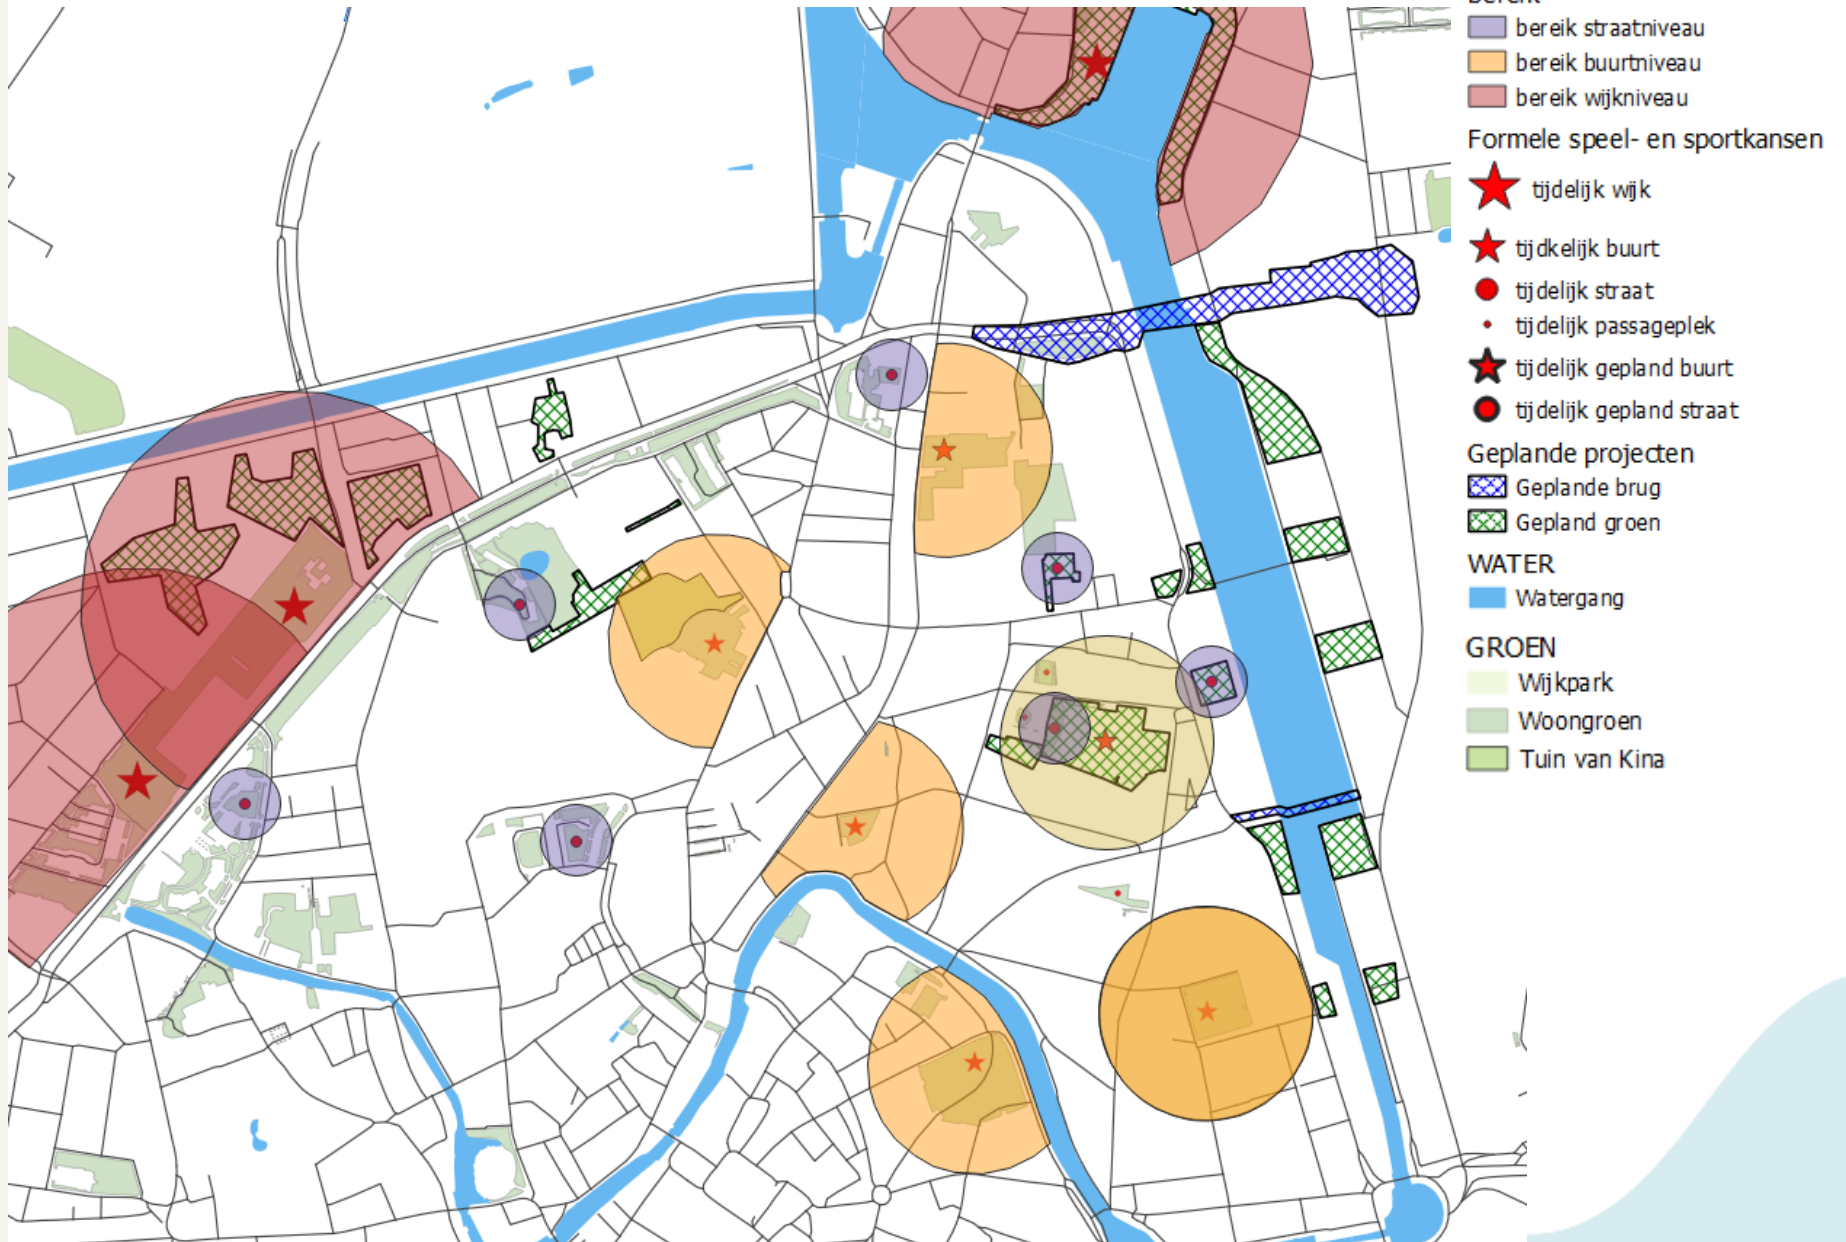 bereik
bereik straatniveau
bereik buurtniveau
bereik wijkniveau
Formele speel- en sportkansen
tijdelijk wijk
tijdkelijk buurt
tijdelijk straat
tijdelijk passageplek
tijdelijk gepland buurt
tijdelijk gepland straat
Geplande projecten
Geplande brug
Gepland groen
WATER
Watergang
GROEN
Wijkpark
Woongroen
Tuin van Kina